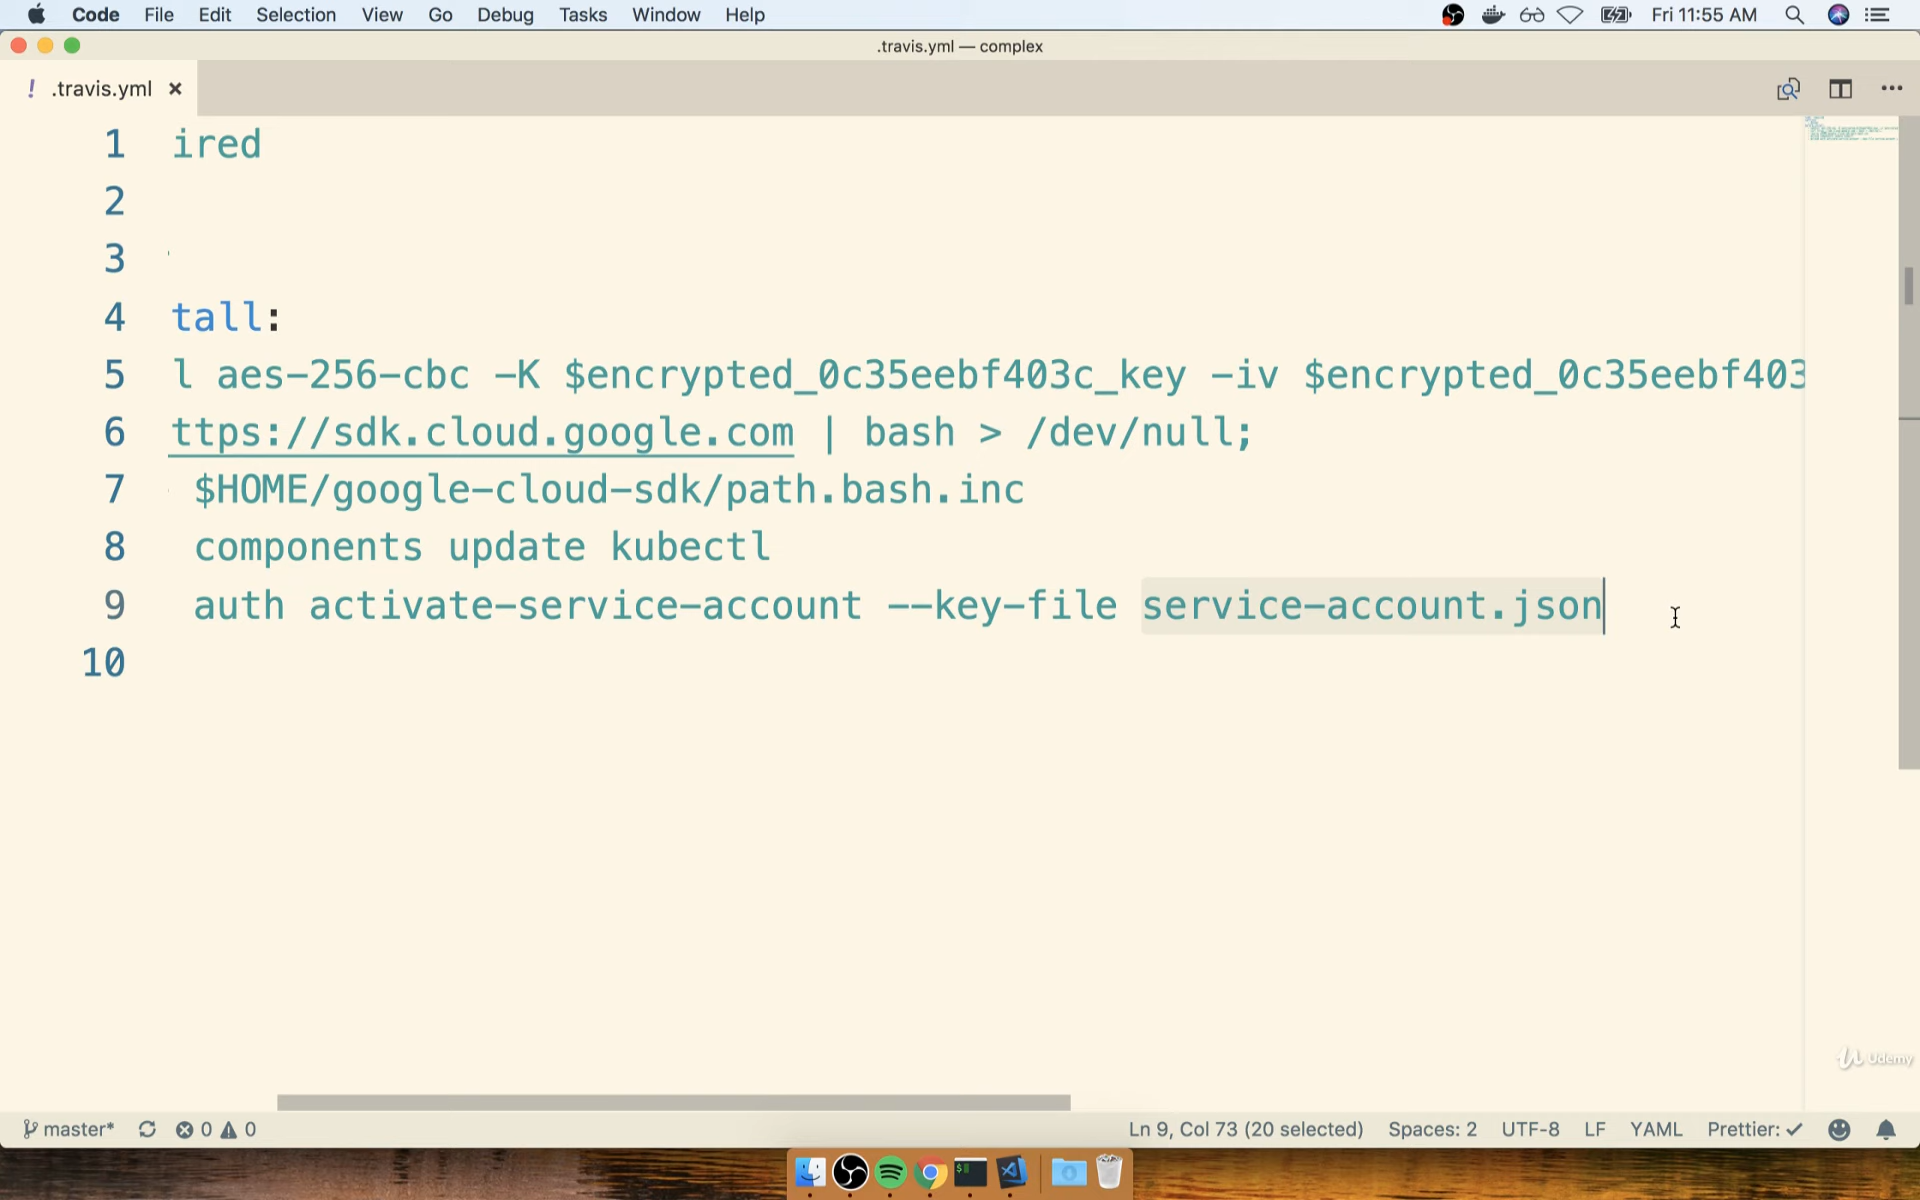 Code File Edit Selection View Go Debug Tasks Window Help Fri 11:55 AM
.travis.yml — complex
! .travis.yml ×
1 ired
2
3
4 tall:
5 l aes-256-cbc -K $encrypted_0c35eebf403c_key -iv $encrypted_0c35eebf403
6 ttps://sdk.cloud.google.com | bash > /dev/null;
7 $HOME/google-cloud-sdk/path.bash.inc
8 components update kubectl
9 auth activate-service-account --key-file service-account.json
10
Udemy
master* 0 0 Ln 9, Col 73 (20 selected) Spaces: 2 UTF-8 LF YAML Prettier: ✓